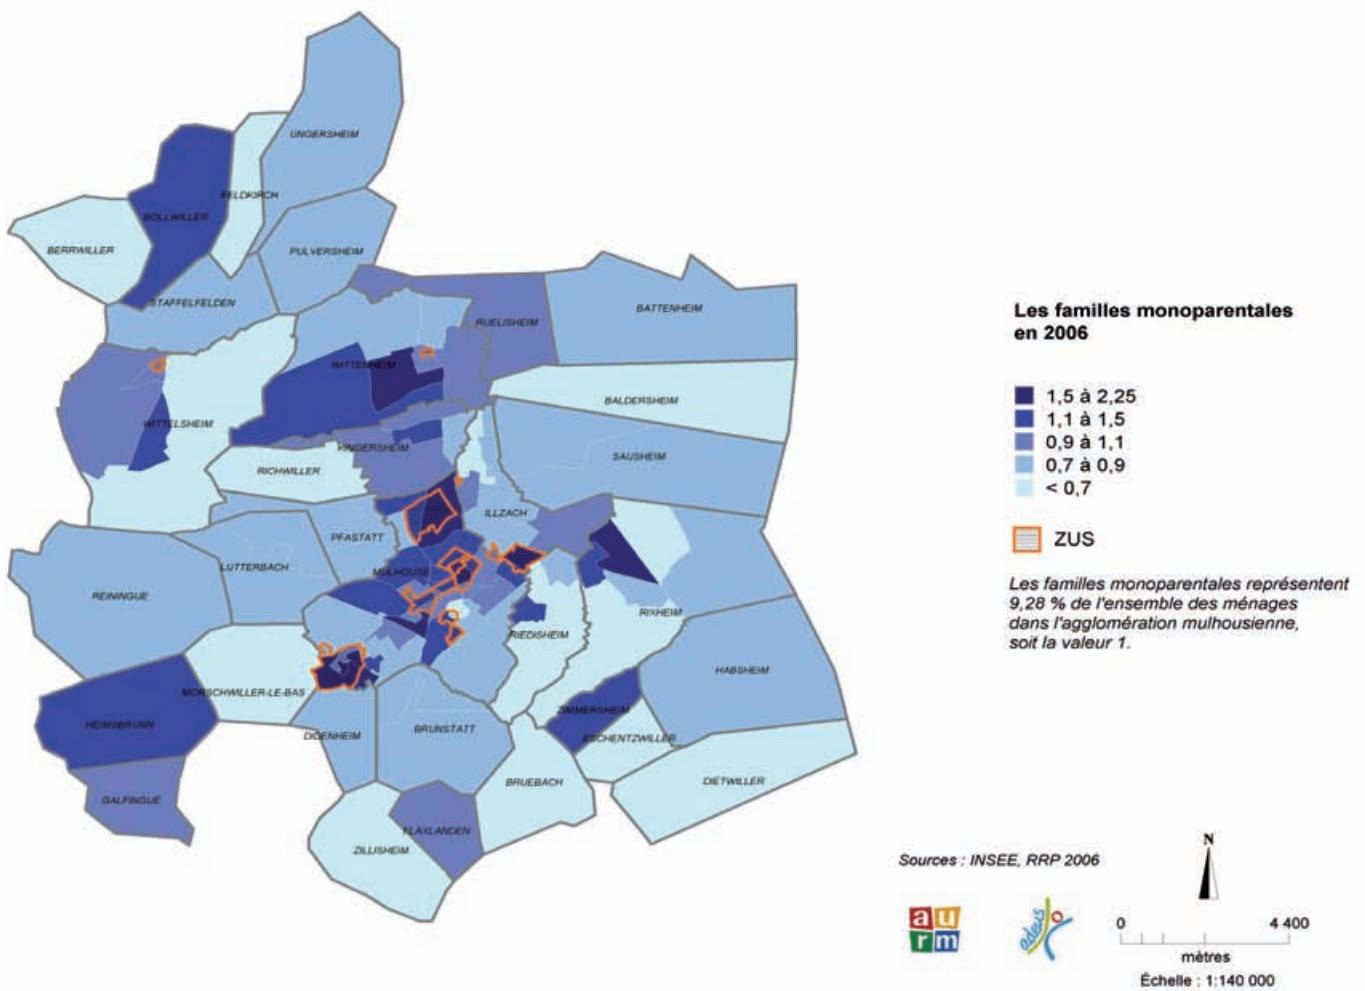 UNGERSHEIM
FELDKIRCH
BOLLWILLER
BERRWILLER
PULVERSHEIM
STAFFELFELDEN
RUELISHEIM
BATTENHEIM
WITTENHEIM
BALDERSHEIM
WITTELSHEIM
KINGERSHEIM
SAUSHEIM
RICHWILLER
ILLZACH
PFASTATT
LUTTERBACH
MULHOUSE
REININGUE
RIXHEIM
RIEDISHEIM
HABSHEIM
MORSCHWILLER-LE-BAS
ZIMMERSHEIM
HEIMSBRUNN
DIDENHEIM
BRUNSTATT
ESCHENTZWILLER
BRUEBACH
DIETWILLER
GALFINGUE
FLAXLANDEN
ZILLISHEIM
Les familles monoparentales
en 2006
1,5 à 2,25
1,1 à 1,5
0,9 à 1,1
0,7 à 0,9
< 0,7
ZUS
Les familles monoparentales représentent
9,28 % de l'ensemble des ménages
dans l'agglomération mulhousienne,
soit la valeur 1.
Sources : INSEE, RRP 2006
N
au
rm
adeus
0 4 400
mètres
Échelle : 1:140 000